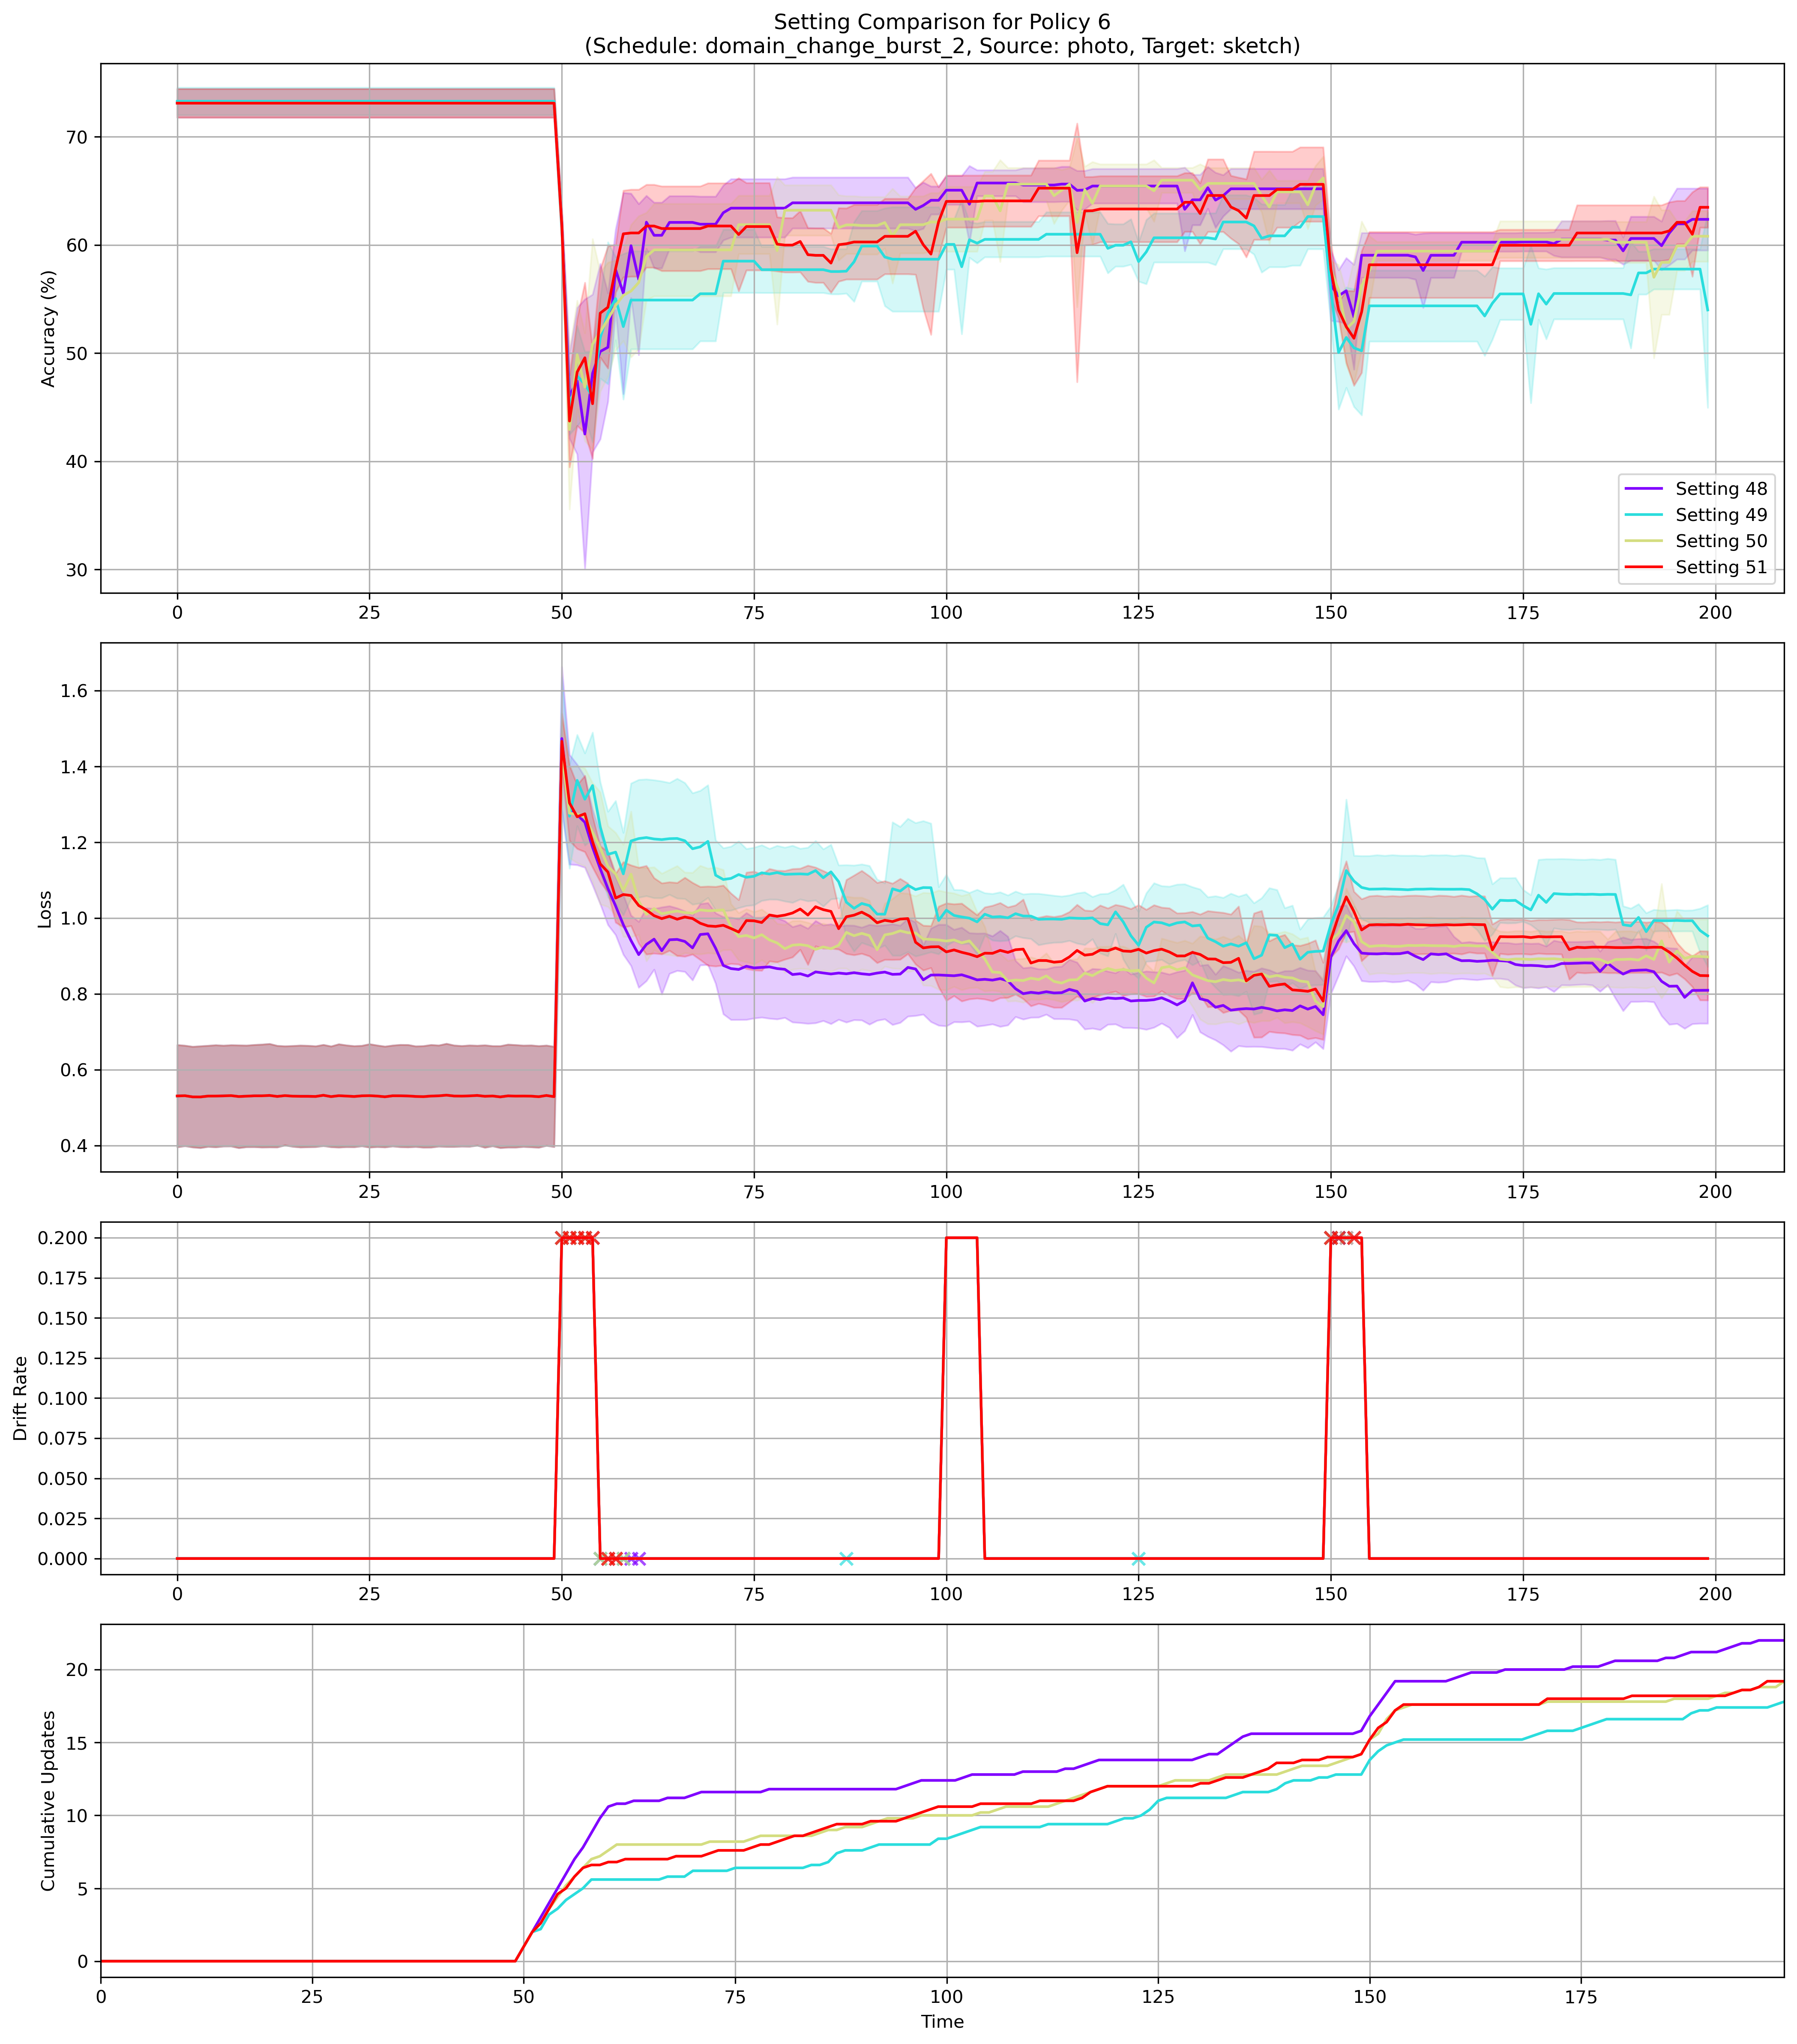 Setting Comparison for Policy 6
(Schedule: domain_change_burst_2, Source: photo, Target: sketch)
Accuracy (%)
70
60
50
40
30
Setting 48
Setting 49
Setting 50
Setting 51
0 25 50 75 100 125 150 175 200
Loss
1.6
1.4
1.2
1.0
0.8
0.6
0.4
0 25 50 75 100 125 150 175 200
Drift Rate
0.200
0.175
0.150
0.125
0.100
0.075
0.050
0.025
0.000
0 25 50 75 100 125 150 175 200
Cumulative Updates
20
15
10
5
0
0 25 50 75 100 125 150 175
Time